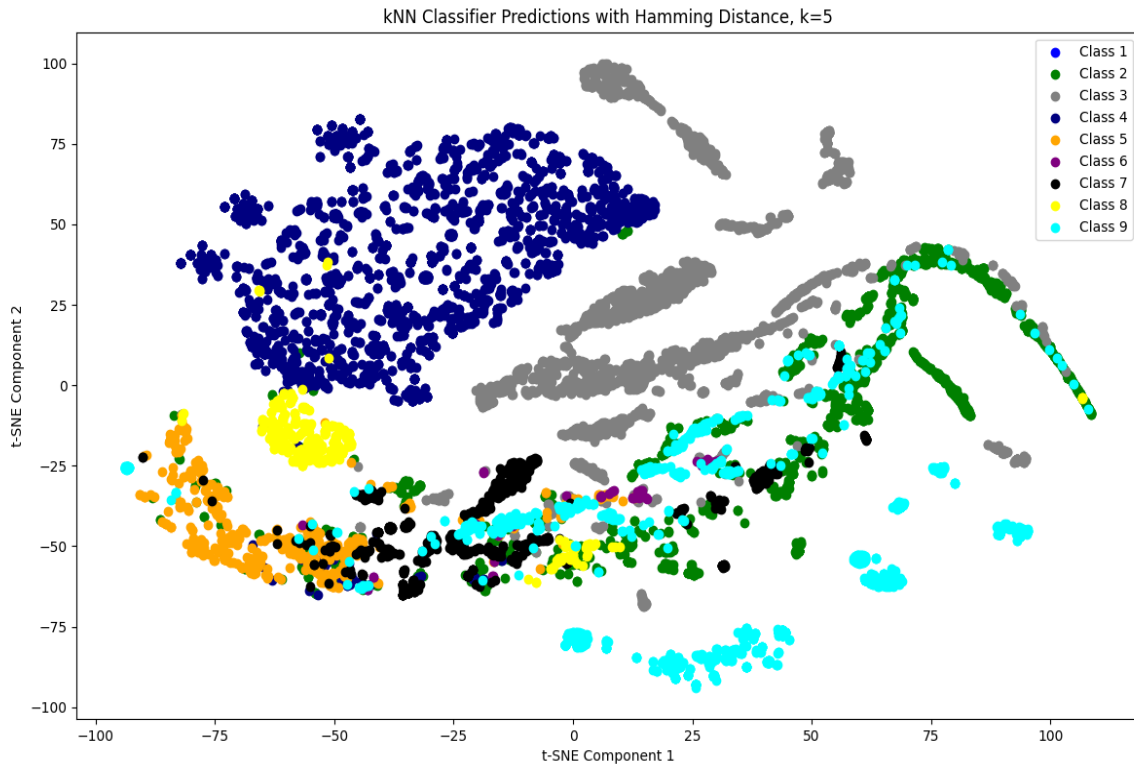 kNN Classifier Predictions with Hamming Distance, k=5
Class 1
Class 2
Class 3
Class 4
Class 5
Class 6
Class 7
Class 8
Class 9
t-SNE Component 2
100
75
50
25
0
−25
−50
−75
−100
−100 −75 −50 −25 0 25 50 75 100
t-SNE Component 1